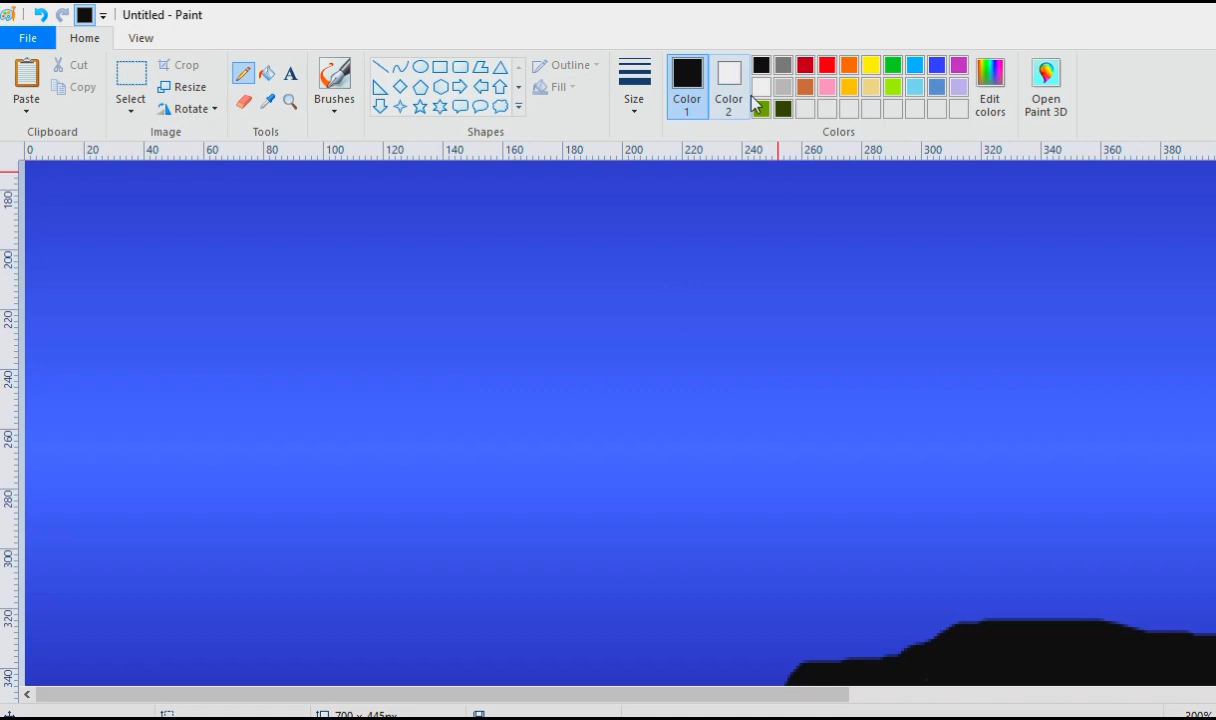 Untitled - Paint
File Home View
Paste
Cut
Copy
Clipboard
Select
Crop
Resize
Rotate
Image
Tools
Brushes
Outline
Fill
Shapes
Size
Color 1
Color 2
Edit colors
Open Paint 3D
Colors
0 20 40 60 80 100 120 140 160 180 200 220 240 260 280 300 320 340 360 380
180
200
220
240
260
280
300
320
340
700 × 445px
200%